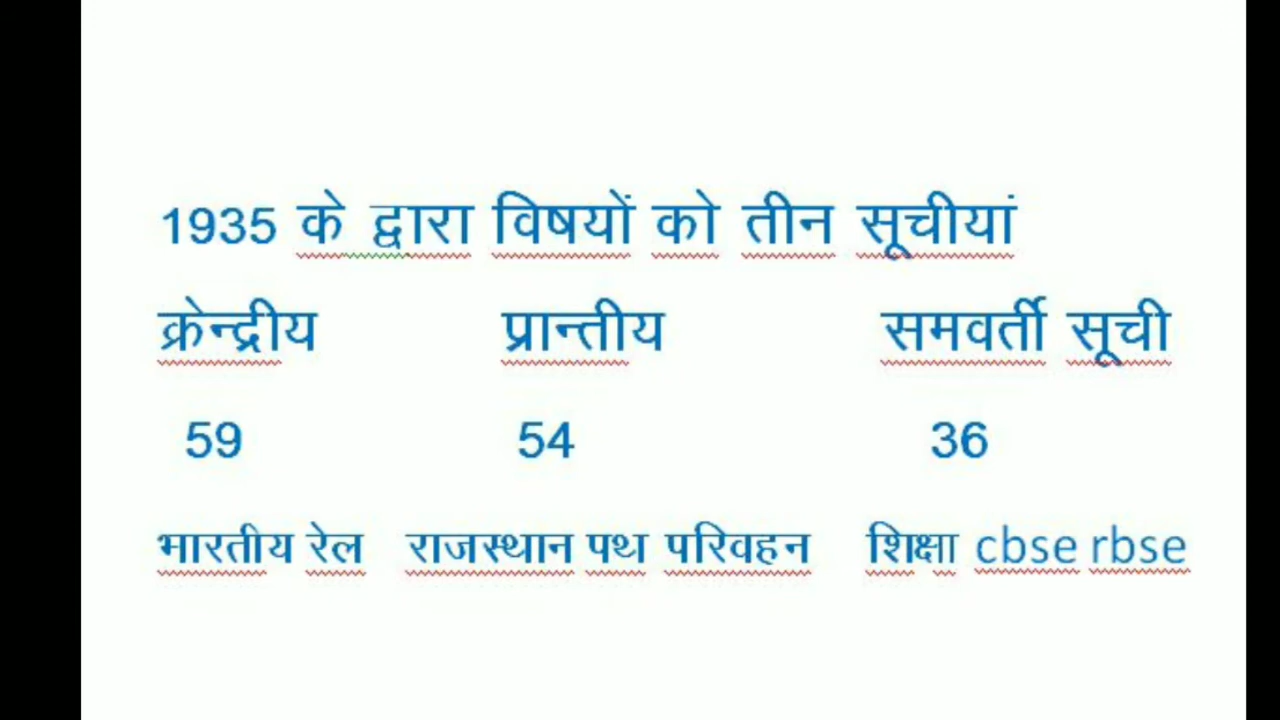 1935 के द्वारा विषयों को तीन सूचीयां
क्रेन्द्रीय प्रान्तीय समवर्ती सूची
59 54 36
भारतीय रेल राजस्थान पथ परिवहन शिक्षा cbse rbse